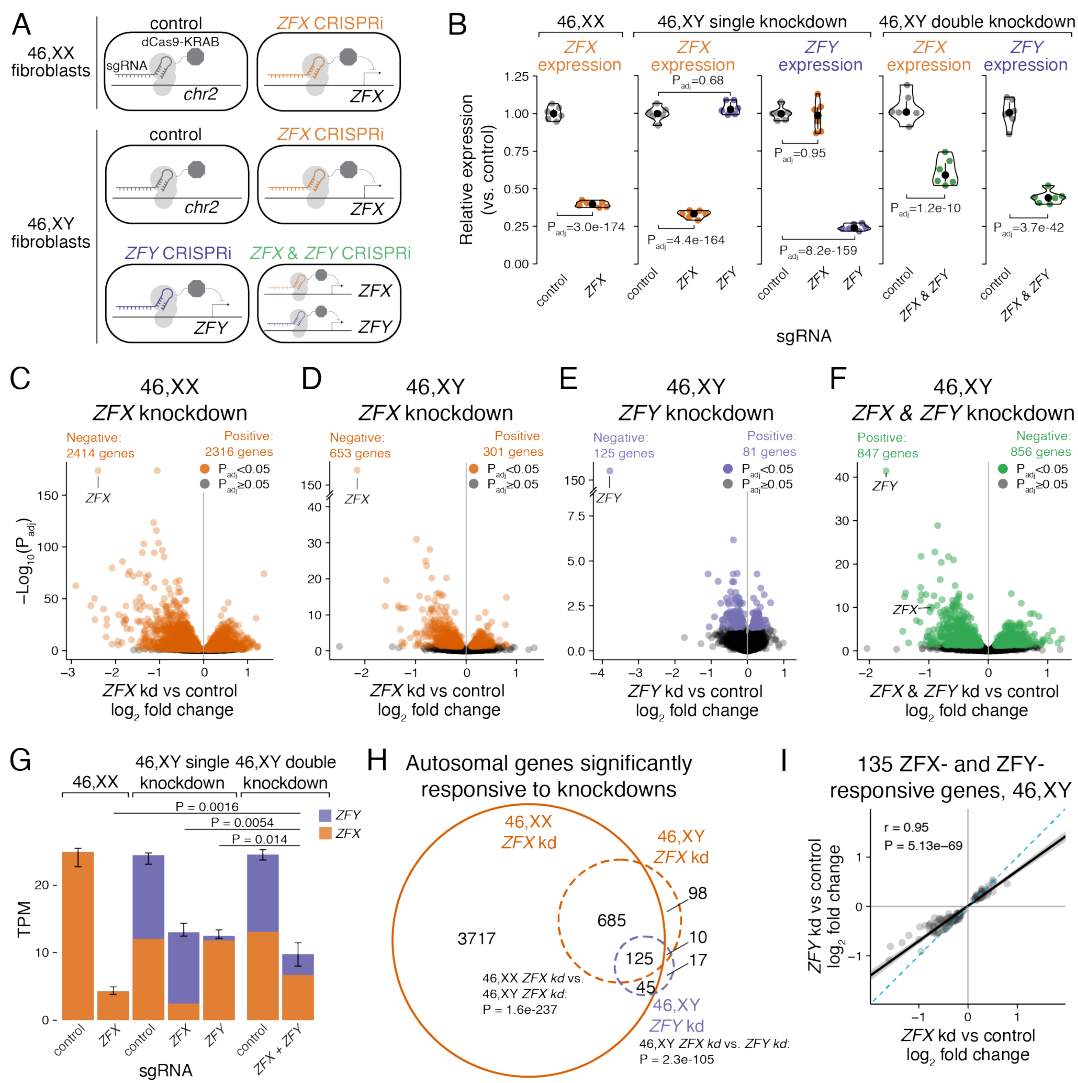 A
control
ZFX CRISPRi
46,XX
fibroblasts
dCas9-KRAB
sgRNA
chr2
ZFX
control
ZFX CRISPRi
chr2
ZFX
46,XY
fibroblasts
ZFY CRISPRi
ZFX & ZFY CRISPRi
ZFY
ZFX
ZFY
B
46,XX
46,XY single knockdown
46,XY double knockdown
ZFX
expression
ZFX
expression
ZFY
expression
ZFX
expression
ZFY
expression
Relative expression
(vs. control)
1.25
1.00
0.75
0.50
0.25
0.00
Padj=3.0e-174
Padj=0.68
Padj=4.4e-164
Padj=0.95
Padj=8.2e-159
Padj=1.2e-10
Padj=3.7e-42
control
ZFX
control
ZFX
ZFY
control
ZFX
ZFY
control
ZFX & ZFY
control
ZFX & ZFY
sgRNA
C
46,XX
ZFX knockdown
Negative:
2414 genes
Positive:
2316 genes
Padj<0.05
Padj≥0.05
ZFX
−Log10(Padj)
150
100
50
0
−3 −2 −1 0 1
ZFX kd vs control
log2 fold change
D
46,XY
ZFX knockdown
Negative:
653 genes
Positive:
301 genes
Padj<0.05
Padj≥0.05
ZFX
150
40
30
20
10
0
−2 −1 0 1
ZFX kd vs control
log2 fold change
E
46,XY
ZFY knockdown
Negative:
125 genes
Positive:
81 genes
Padj<0.05
Padj≥0.05
ZFY
150
7.5
5.0
2.5
0.0
−4 −3 −2 −1 0 1
ZFY kd vs control
log2 fold change
F
46,XY
ZFX & ZFY knockdown
Positive:
847 genes
Negative:
856 genes
Padj<0.05
Padj≥0.05
ZFY
ZFX
40
30
20
10
0
−2 −1 0 1
ZFX & ZFY kd vs control
log2 fold change
G
46,XX
46,XY single
knockdown
46,XY double
knockdown
P = 0.0016
P = 0.0054
P = 0.014
ZFY
ZFX
TPM
20
10
0
control
ZFX
control
ZFX
ZFY
control
ZFX + ZFY
sgRNA
H
Autosomal genes significantly
responsive to knockdowns
46,XX
ZFX kd
46,XY
ZFX kd
98
685
3717
10
125
17
45
46,XX ZFX kd vs.
46,XY ZFX kd:
P = 1.6e-237
46,XY
ZFY kd
46,XY ZFX kd vs. ZFY kd:
P = 2.3e-105
I
135 ZFX- and ZFY-
responsive genes, 46,XY
r = 0.95
P = 5.13e−69
ZFY kd vs control
log2 fold change
1
0
−1
−1 0 1
ZFX kd vs control
log2 fold change